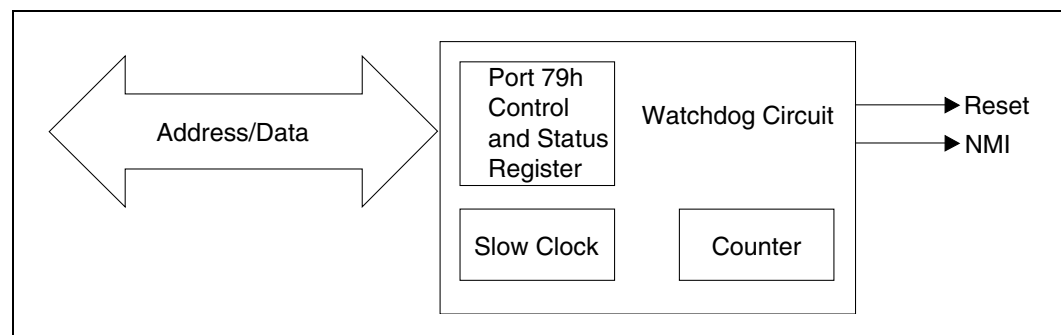 Address/Data
Port 79h
Control
and Status
Register
Watchdog Circuit
Slow Clock
Counter
Reset
NMI